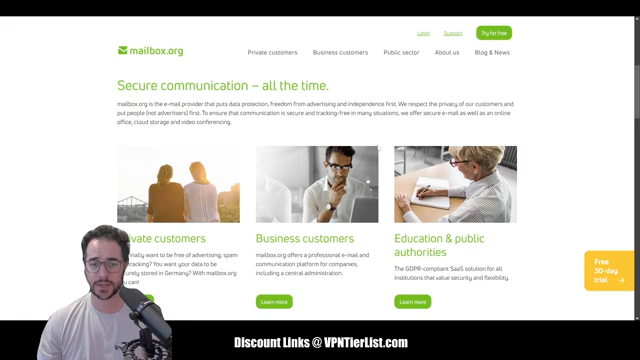 Login Support Try for free
mailbox.org Private customers Business customers Public sector About us Blog & News
Secure communication – all the time.
mailbox.org is the e-mail provider that puts data protection, freedom from advertising and independence first. We respect the privacy of our customers and
put people (not advertisers) first. To ensure that communication is secure and tracking-free in many situations, we offer secure e-mail as well as an online
office, cloud storage and video conferencing.
customers
want to be free of advertising, spam
tracking? You want your data to be
stored in Germany? With mailbox.org
can!
Business customers
mailbox.org offers a professional e-mail and
communication platform for companies,
including a central administration
Learn more
Education & public
authorities
The GDPR-compliant SaaS solution for all
institutions that value security and flexibility.
Learn more
Free
30-day
trial →
Discount Links @ VPNTierList.com